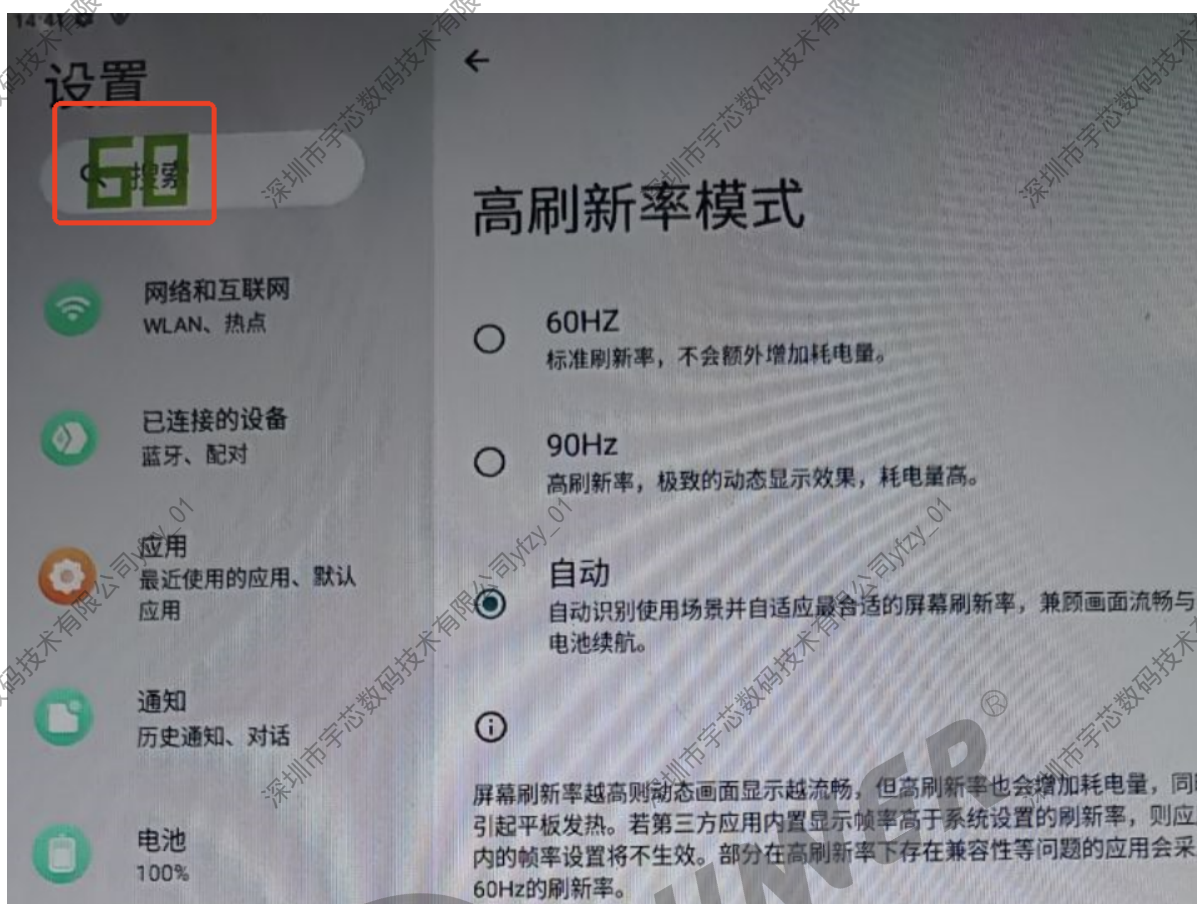 14:41
设置
60
搜索
网络和互联网
WLAN、热点
已连接的设备
蓝牙、配对
应用
最近使用的应用、默认
应用
通知
历史通知、对话
电池
100%
高刷新率模式
60HZ
标准刷新率，不会额外增加耗电量。
90Hz
高刷新率，极致的动态显示效果，耗电量高。
自动
自动识别使用场景并自适应最合适的屏幕刷新率，兼顾画面流畅与
电池续航。
屏幕刷新率越高则动态画面显示越流畅，但高刷新率也会增加耗电量，同
引起平板发热。若第三方应用内置显示帧率高于系统设置的刷新率，则应
内的帧率设置将不生效。部分在高刷新率下存在兼容性等问题的应用会采
60Hz的刷新率。
深圳市宇芯数码技术有限公司yfzy_01